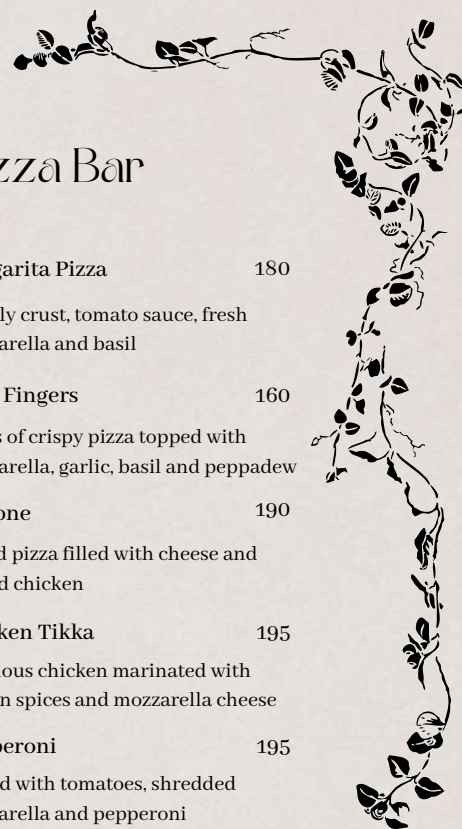 zza Bar
garita Pizza 180
ly crust, tomato sauce, fresh
arella and basil
Fingers 160
s of crispy pizza topped with
arella, garlic, basil and peppadew
one 190
d pizza filled with cheese and
d chicken
ken Tikka 195
ious chicken marinated with
n spices and mozzarella cheese
peroni 195
d with tomatoes, shredded
arella and pepperoni